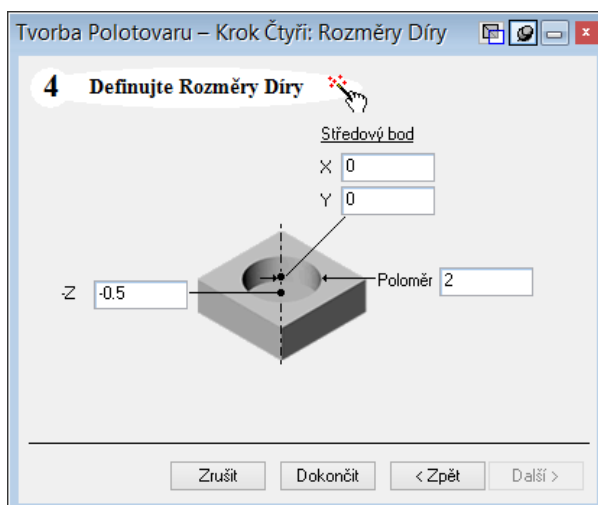 Tvorba Polotovaru – Krok Čtyři: Rozměry Díry
4 Definujte Rozměry Díry
Středový bod
X 0
Y 0
-Z -0.5
Poloměr 2
Zrušit Dokončit < Zpět Další >